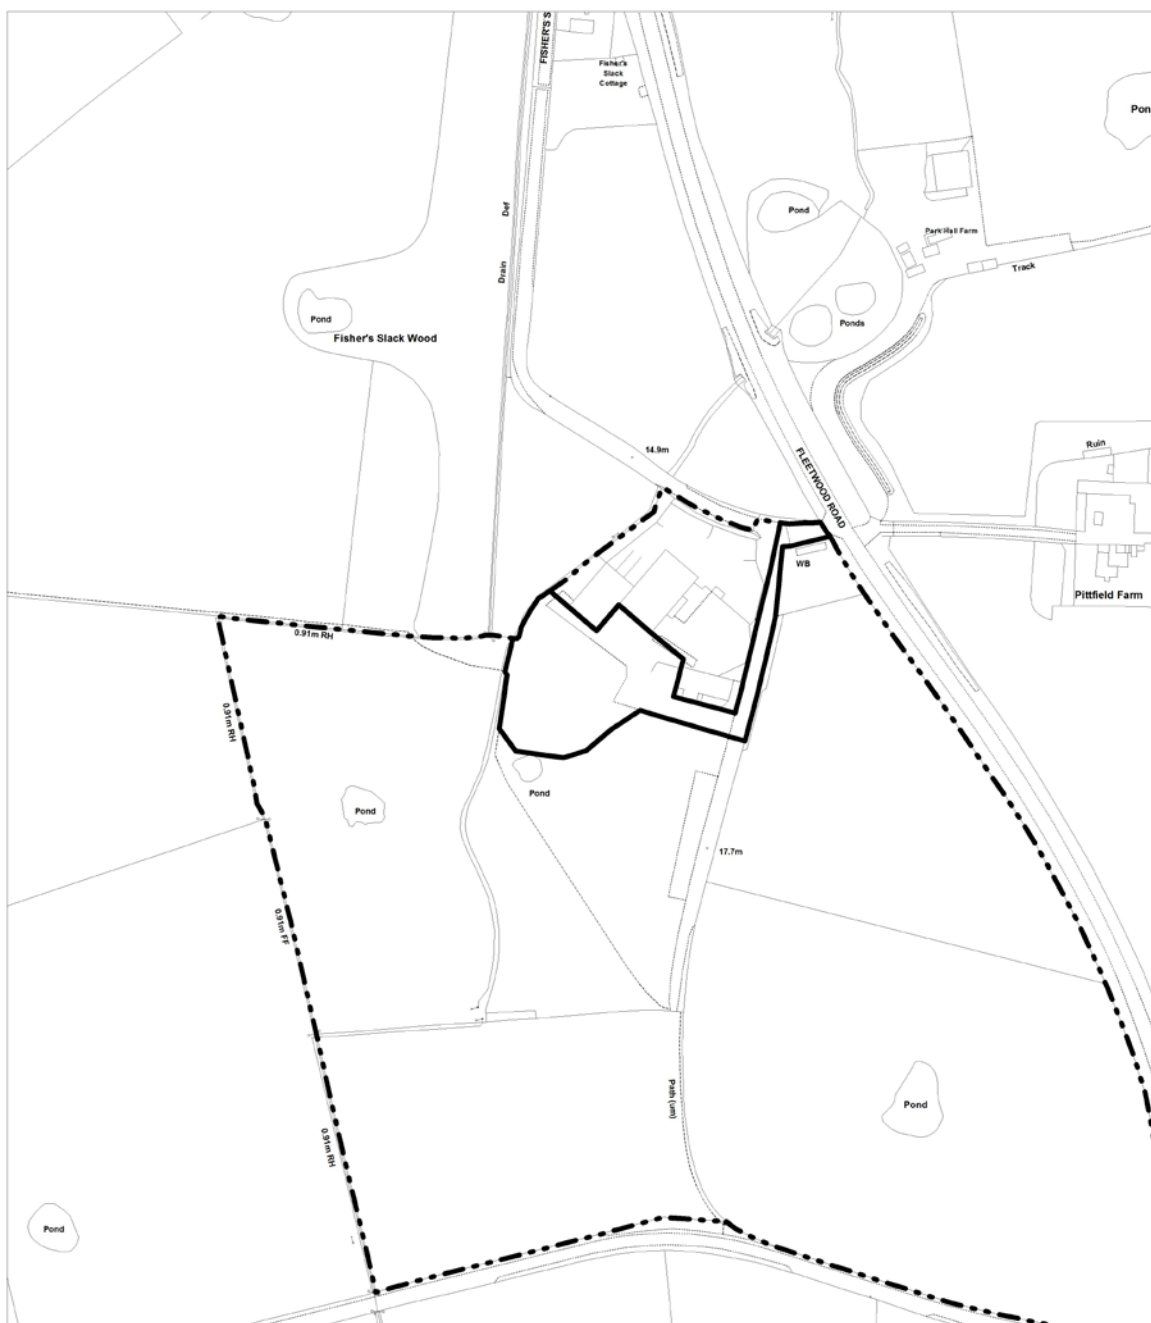 FISHER'S S
Fisher's
Slack
Cottage
Pon
Def
Pond
Park Hall Farm
Drain
Track
Pond
Ponds
Fisher's Slack Wood
14.9m
FLEETWOOD ROAD
Ruin
WB
Pittfield Farm
0.91m RH
0.91m RH
Pond
Pond
17.7m
0.91m FF
Path (um)
Pond
0.91m RH
Pond